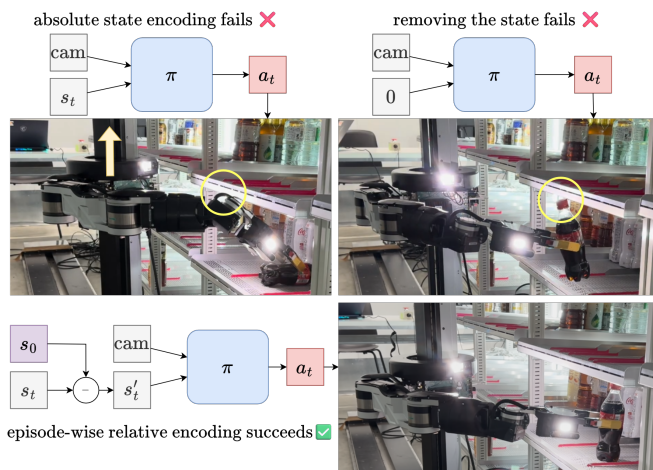 absolute state encoding fails ❌
removing the state fails ❌
cam
s_t
π
a_t
cam
0
π
a_t
s_0
s_t
−
s'_t
cam
π
a_t
episode-wise relative encoding succeeds ✅